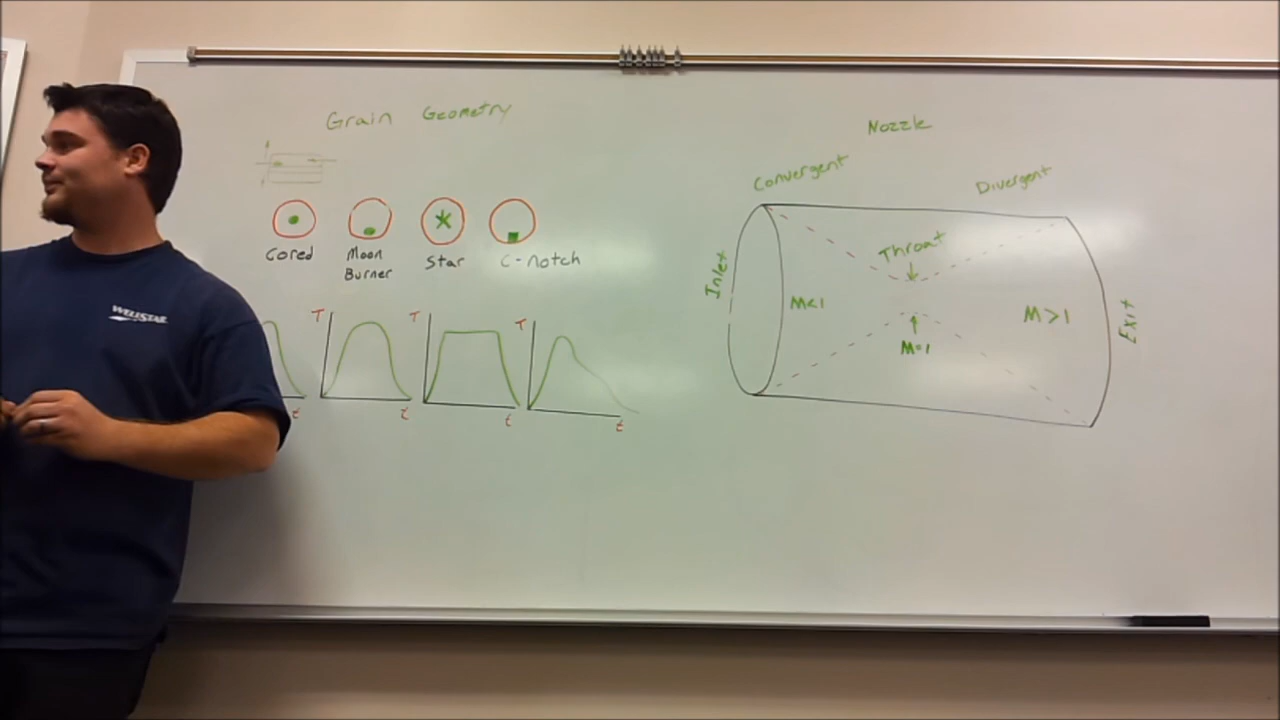 Grain Geometry
Cored
Moon
Burner
Star
C-Notch
T
t
T
t
T
t
t
Nozzle
Convergent
Divergent
Inlet
Throat
M<1
M=1
M>1
Exit
WELLSTAR